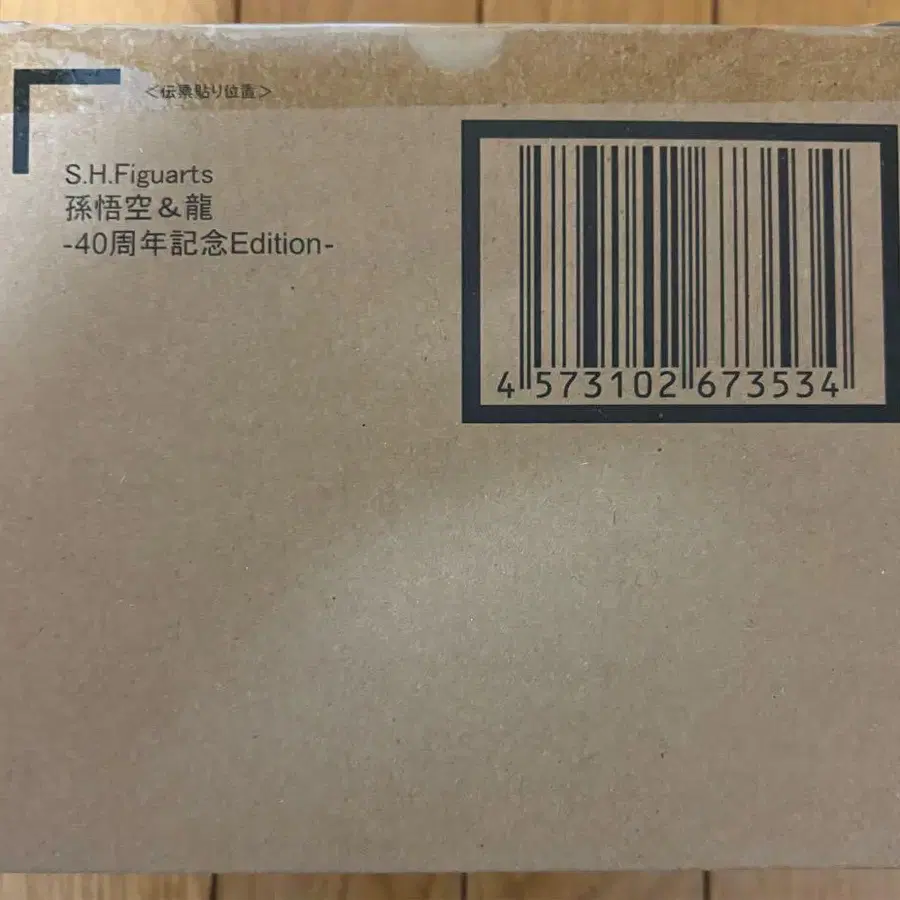 <伝票貼り位置>
S.H.Figuarts
孫悟空&龍
-40周年記念Edition-
4 573102 673534